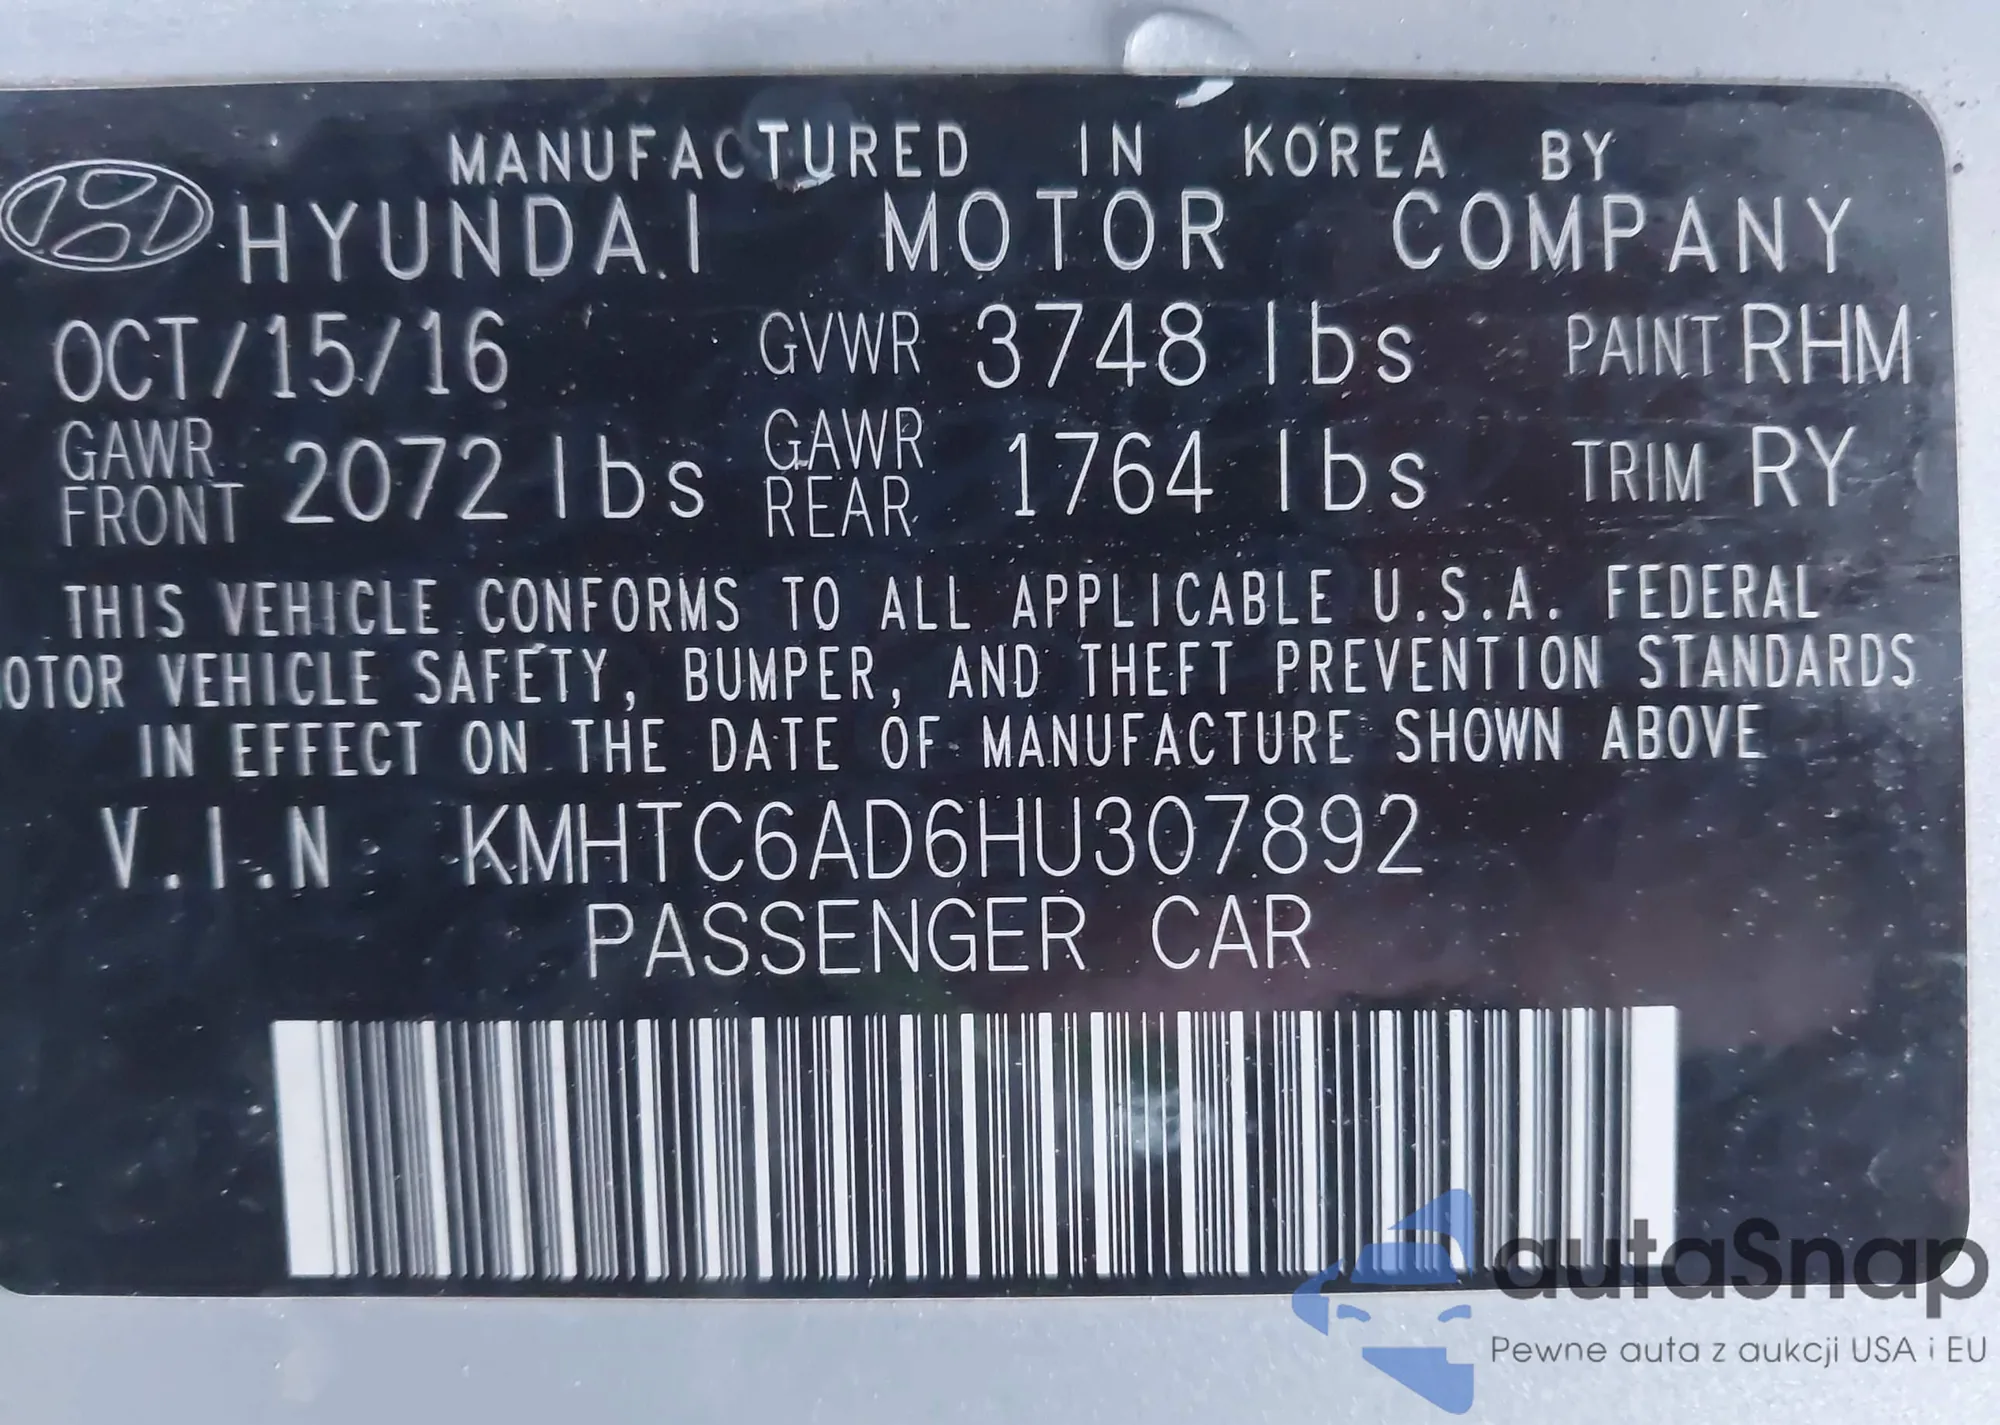 MANUFACTURED IN KOREA BY
HYUNDAI MOTOR COMPANY
OCT/15/16 GVWR 3748 lbs PAINT RHM
GAWR FRONT 2072 lbs GAWR REAR 1764 lbs TRIM RY
THIS VEHICLE CONFORMS TO ALL APPLICABLE U.S.A. FEDERAL
OTOR VEHICLE SAFETY, BUMPER, AND THEFT PREVENTION STANDARDS
IN EFFECT ON THE DATE OF MANUFACTURE SHOWN ABOVE
V.I.N : KMHTC6AD6HU307892
PASSENGER CAR
autaSnap
Pewne auta z aukcji USA i EU